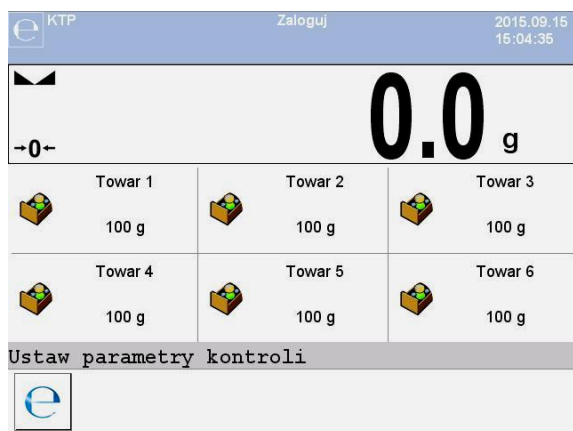 KTP Zaloguj 2015.09.15
15:04:35
→0← 0.0 g
Towar 1 Towar 2 Towar 3
100 g 100 g 100 g
Towar 4 Towar 5 Towar 6
100 g 100 g 100 g
Ustaw parametry kontroli